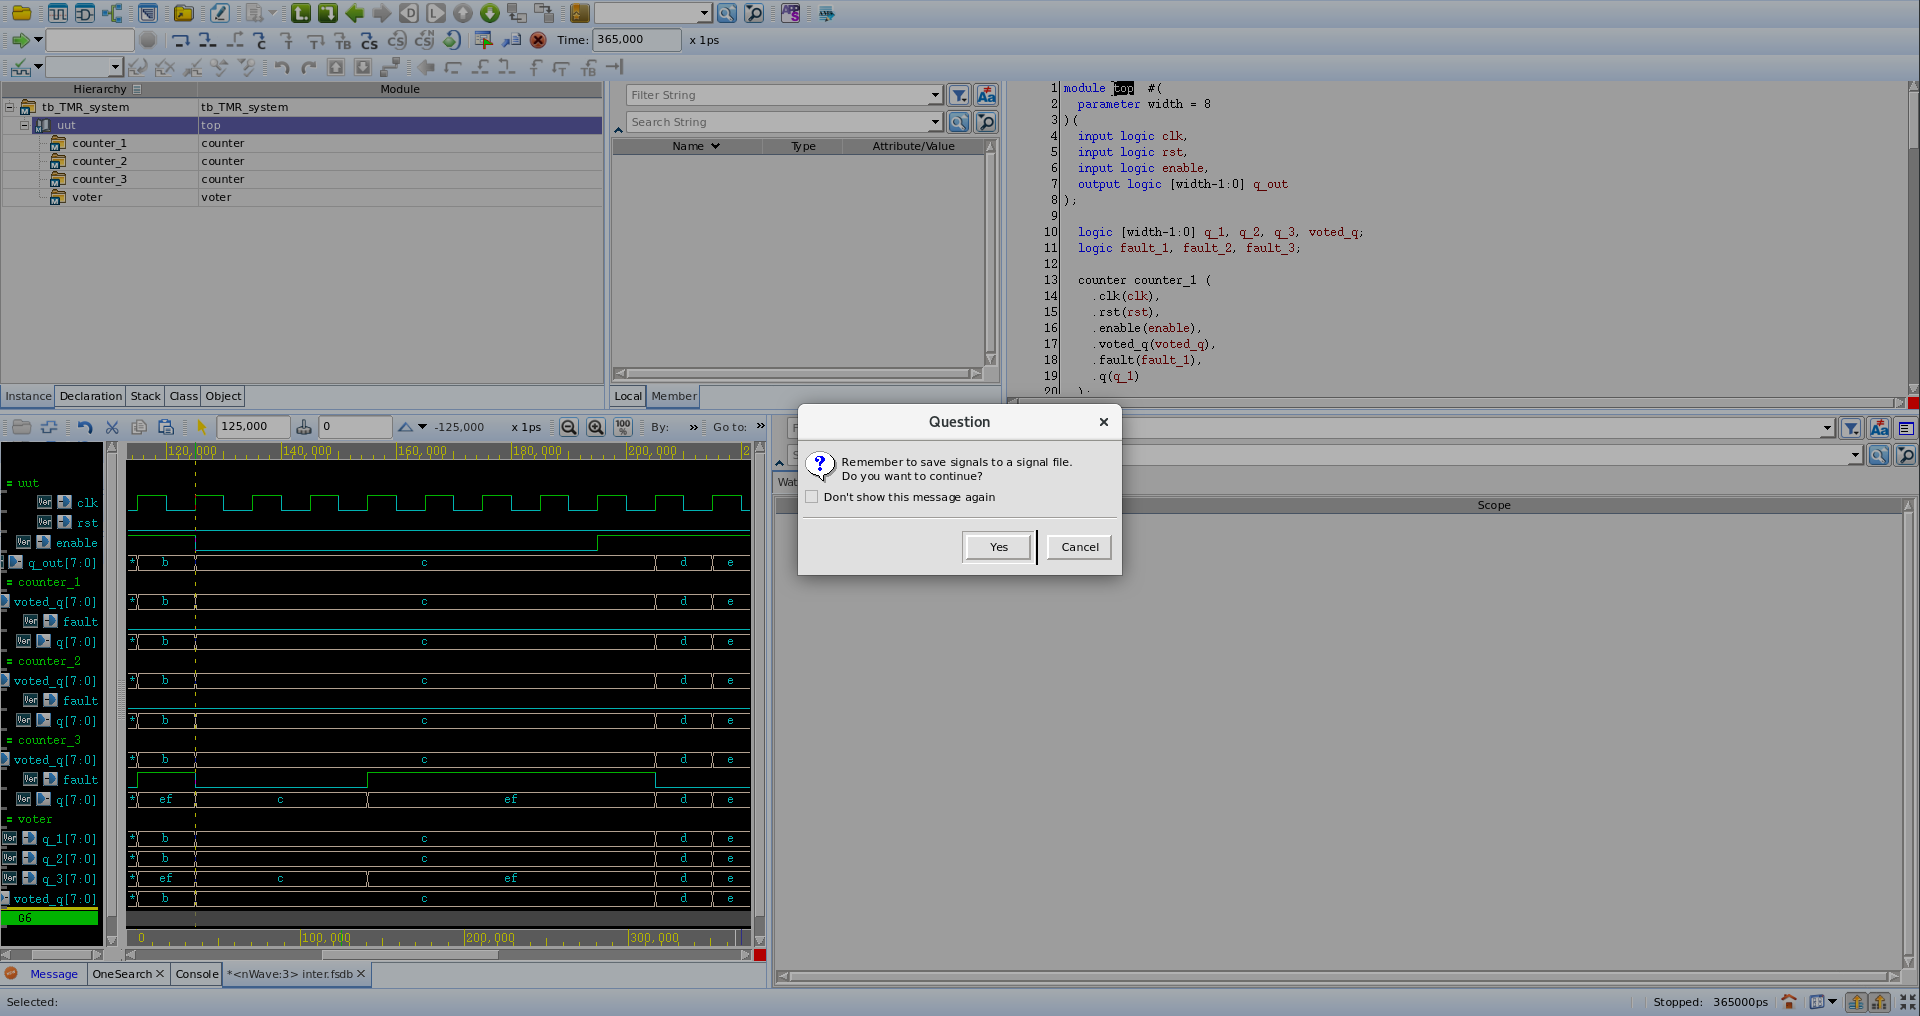 Time: 365,000 x 1ps
Hierarchy Module
tb_TMR_system tb_TMR_system
uut top
counter_1 counter
counter_2 counter
counter_3 counter
voter voter
Instance Declaration Stack Class Object
Filter String
Search String
Name Type Attribute/Value
Local Member
1 module top #(
2 parameter width = 8
3 )(
4 input logic clk,
5 input logic rst,
6 input logic enable,
7 output logic [width-1:0] q_out
8 );
9
10 logic [width-1:0] q_1, q_2, q_3, voted_q;
11 logic fault_1, fault_2, fault_3;
12
13 counter counter_1 (
14 .clk(clk),
15 .rst(rst),
16 .enable(enable),
17 .voted_q(voted_q),
18 .fault(fault_1),
19 .q(q_1)
20 );
125,000 0 -125,000 x 1ps 100% By: » Go to: »
120,000 140,000 160,000 180,000 200,000 2
= uut
clk
rst
enable
q_out[7:0] * b c d e
= counter_1
voted_q[7:0] * b c d e
fault
q[7:0] * b c d e
= counter_2
voted_q[7:0] * b c d e
fault
q[7:0] * b c d e
= counter_3
voted_q[7:0] * b c d e
fault
q[7:0] * ef c ef d e
= voter
q_1[7:0] * b c d e
q_2[7:0] * b c d e
q_3[7:0] * ef c ef d e
voted_q[7:0] * b c d e
G6
0 100,000 200,000 300,000
Message OneSearch Console *<nWave:3> inter.fsdb
Question
Remember to save signals to a signal file.
Do you want to continue?
Don't show this message again
Yes Cancel
Wat
Scope
Selected:
Stopped: 365000ps